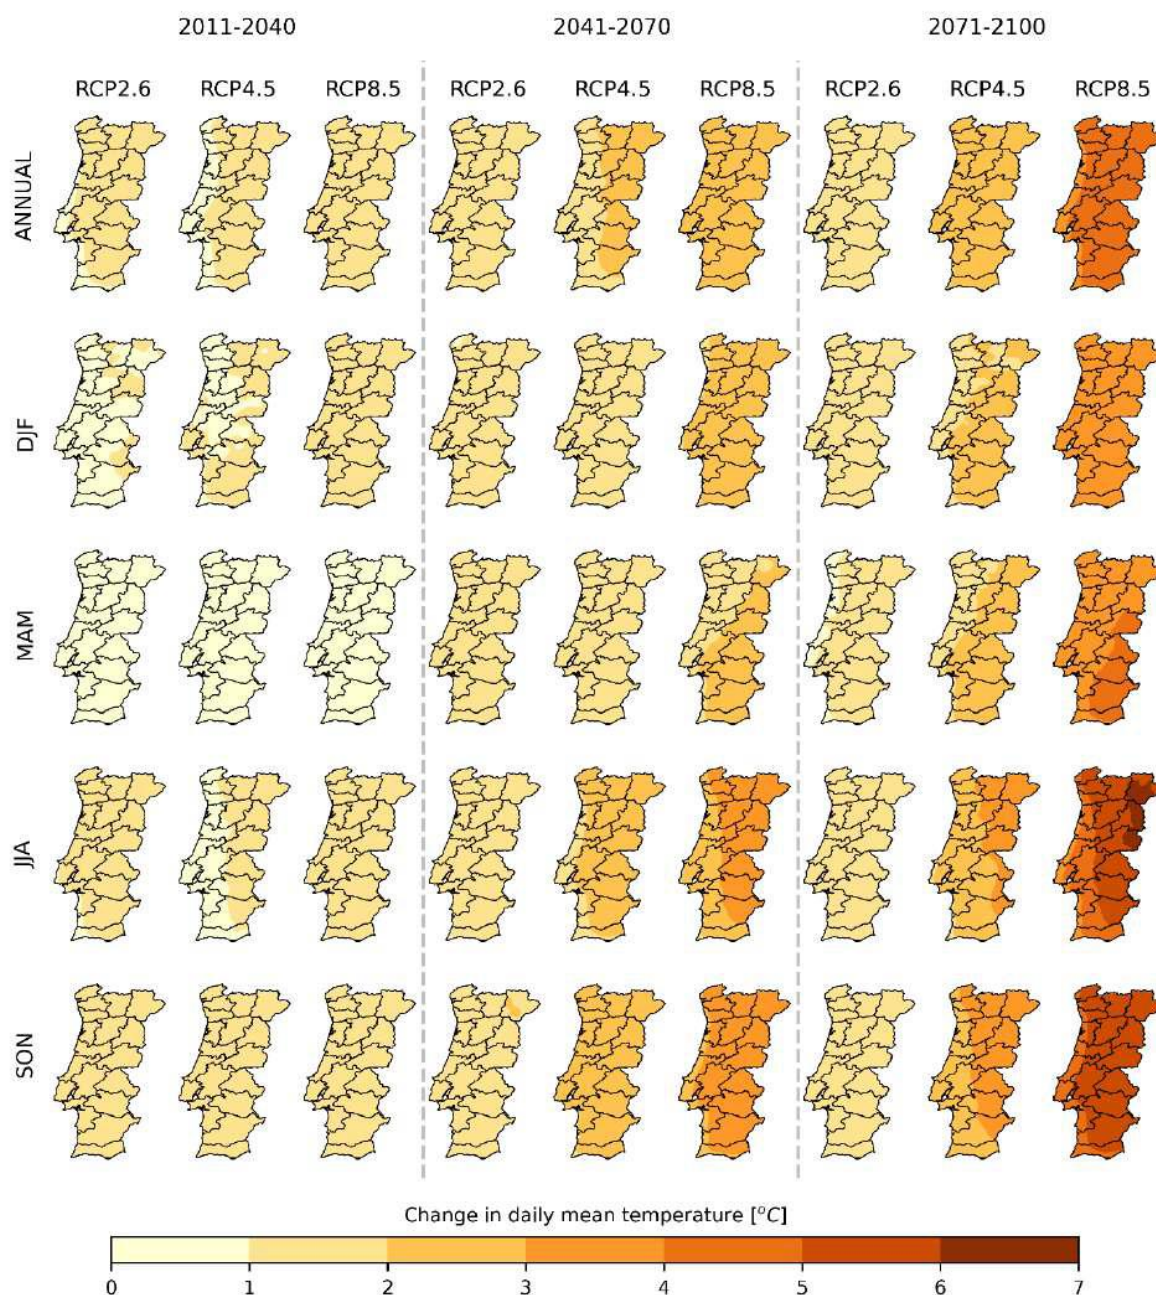 2011-2040 2041-2070 2071-2100
RCP2.6 RCP4.5 RCP8.5 RCP2.6 RCP4.5 RCP8.5 RCP2.6 RCP4.5 RCP8.5
ANNUAL
DJF
MAM
JJA
SON
Change in daily mean temperature [°C]
0 1 2 3 4 5 6 7